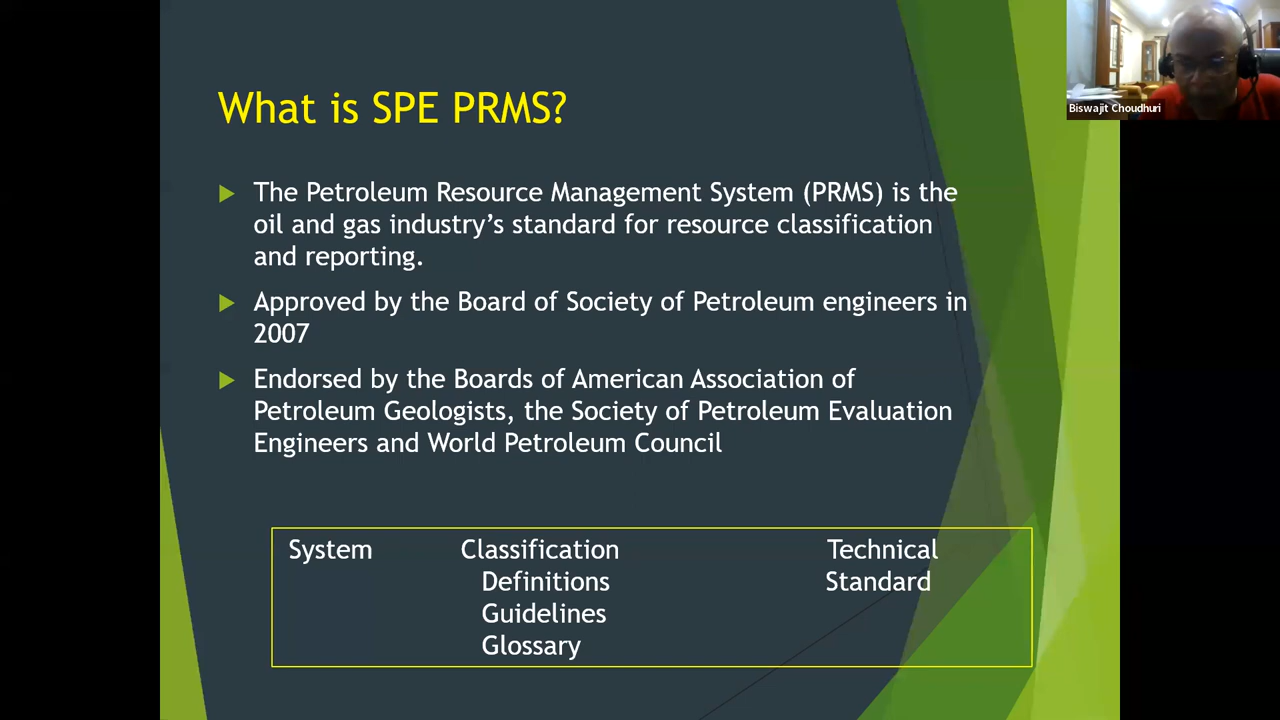 What is SPE PRMS?
Biswajit Choudhuri
The Petroleum Resource Management System (PRMS) is the
oil and gas industry’s standard for resource classification
and reporting.
Approved by the Board of Society of Petroleum engineers in
2007
Endorsed by the Boards of American Association of
Petroleum Geologists, the Society of Petroleum Evaluation
Engineers and World Petroleum Council
System Classification Technical
Definitions Standard
Guidelines
Glossary